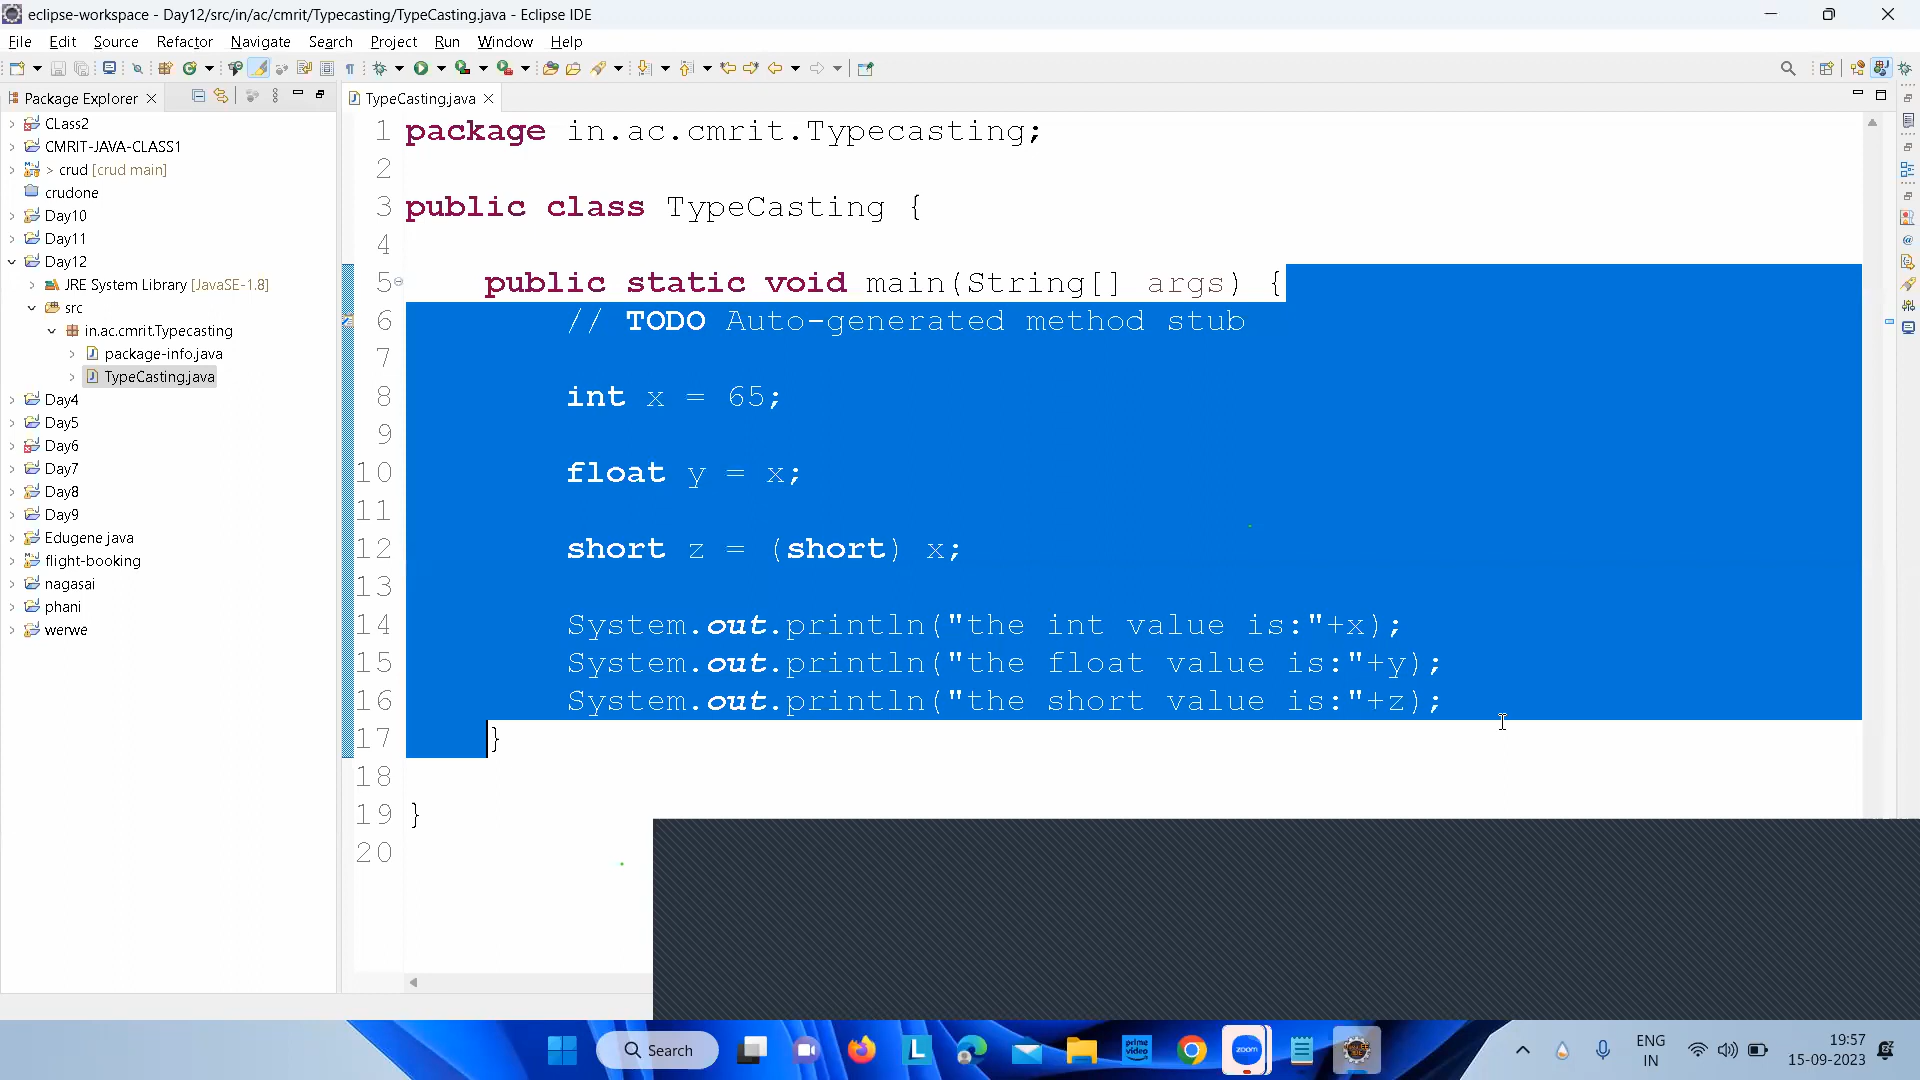 eclipse-workspace - Day12/src/in/ac/cmrit/Typecasting/TypeCasting.java - Eclipse IDE
File Edit Source Refactor Navigate Search Project Run Window Help
Package Explorer
TypeCasting.java
CLass2
CMRIT-JAVA-CLASS1
> crud [crud main]
crudone
Day10
Day11
Day12
JRE System Library [JavaSE-1.8]
src
in.ac.cmrit.Typecasting
package-info.java
TypeCasting.java
Day4
Day5
Day6
Day7
Day8
Day9
Edugene java
flight-booking
nagasai
phani
werwe
1 package in.ac.cmrit.Typecasting;
2
3 public class TypeCasting {
4
5 public static void main(String[] args) {
6 // TODO Auto-generated method stub
7
8 int x = 65;
9
10 float y = x;
11
12 short z = (short) x;
13
14 System.out.println("the int value is:"+x);
15 System.out.println("the float value is:"+y);
16 System.out.println("the short value is:"+z);
17 }
18
19 }
20
Search
L
prime video
zoom
ENG
IN
19:57
15-09-2023